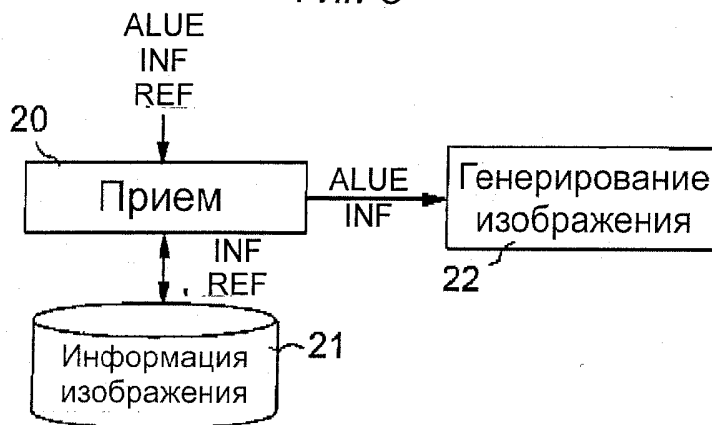 ALUE
INF
REF
20
Прием
ALUE
INF
Генерирование
изображения
22
INF
REF
21
Информация
изображения